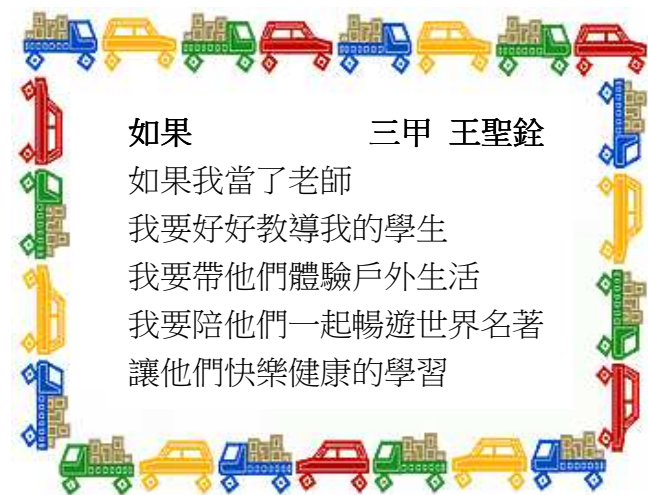 如果 三甲 王聖銓
如果我當了老師
我要好好教導我的學生
我要帶他們體驗戶外生活
我要陪他們一起暢遊世界名著
讓他們快樂健康的學習